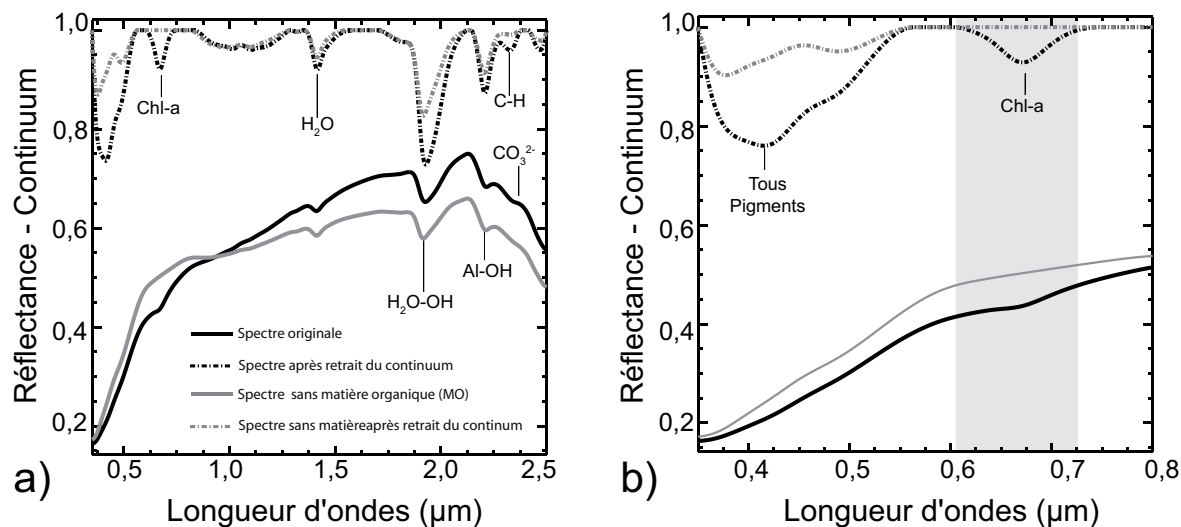 Réflectance - Continuum
1,0
0,8
0,6
0,4
0,2
Chl-a
H2O
C-H
CO3 2-
H2O-OH
Al-OH
Spectre originale
Spectre après retrait du continuum
Spectre sans matière organique (MO)
Spectre sans matièreaprès retrait du continum
0,5
1,0
1,5
2,0
2,5
Longueur d'ondes (µm)
a)
Réflectance - Continuum
1,0
0,8
0,6
0,4
0,2
Tous
Pigments
Chl-a
0,4
0,5
0,6
0,7
0,8
Longueur d'ondes (µm)
b)